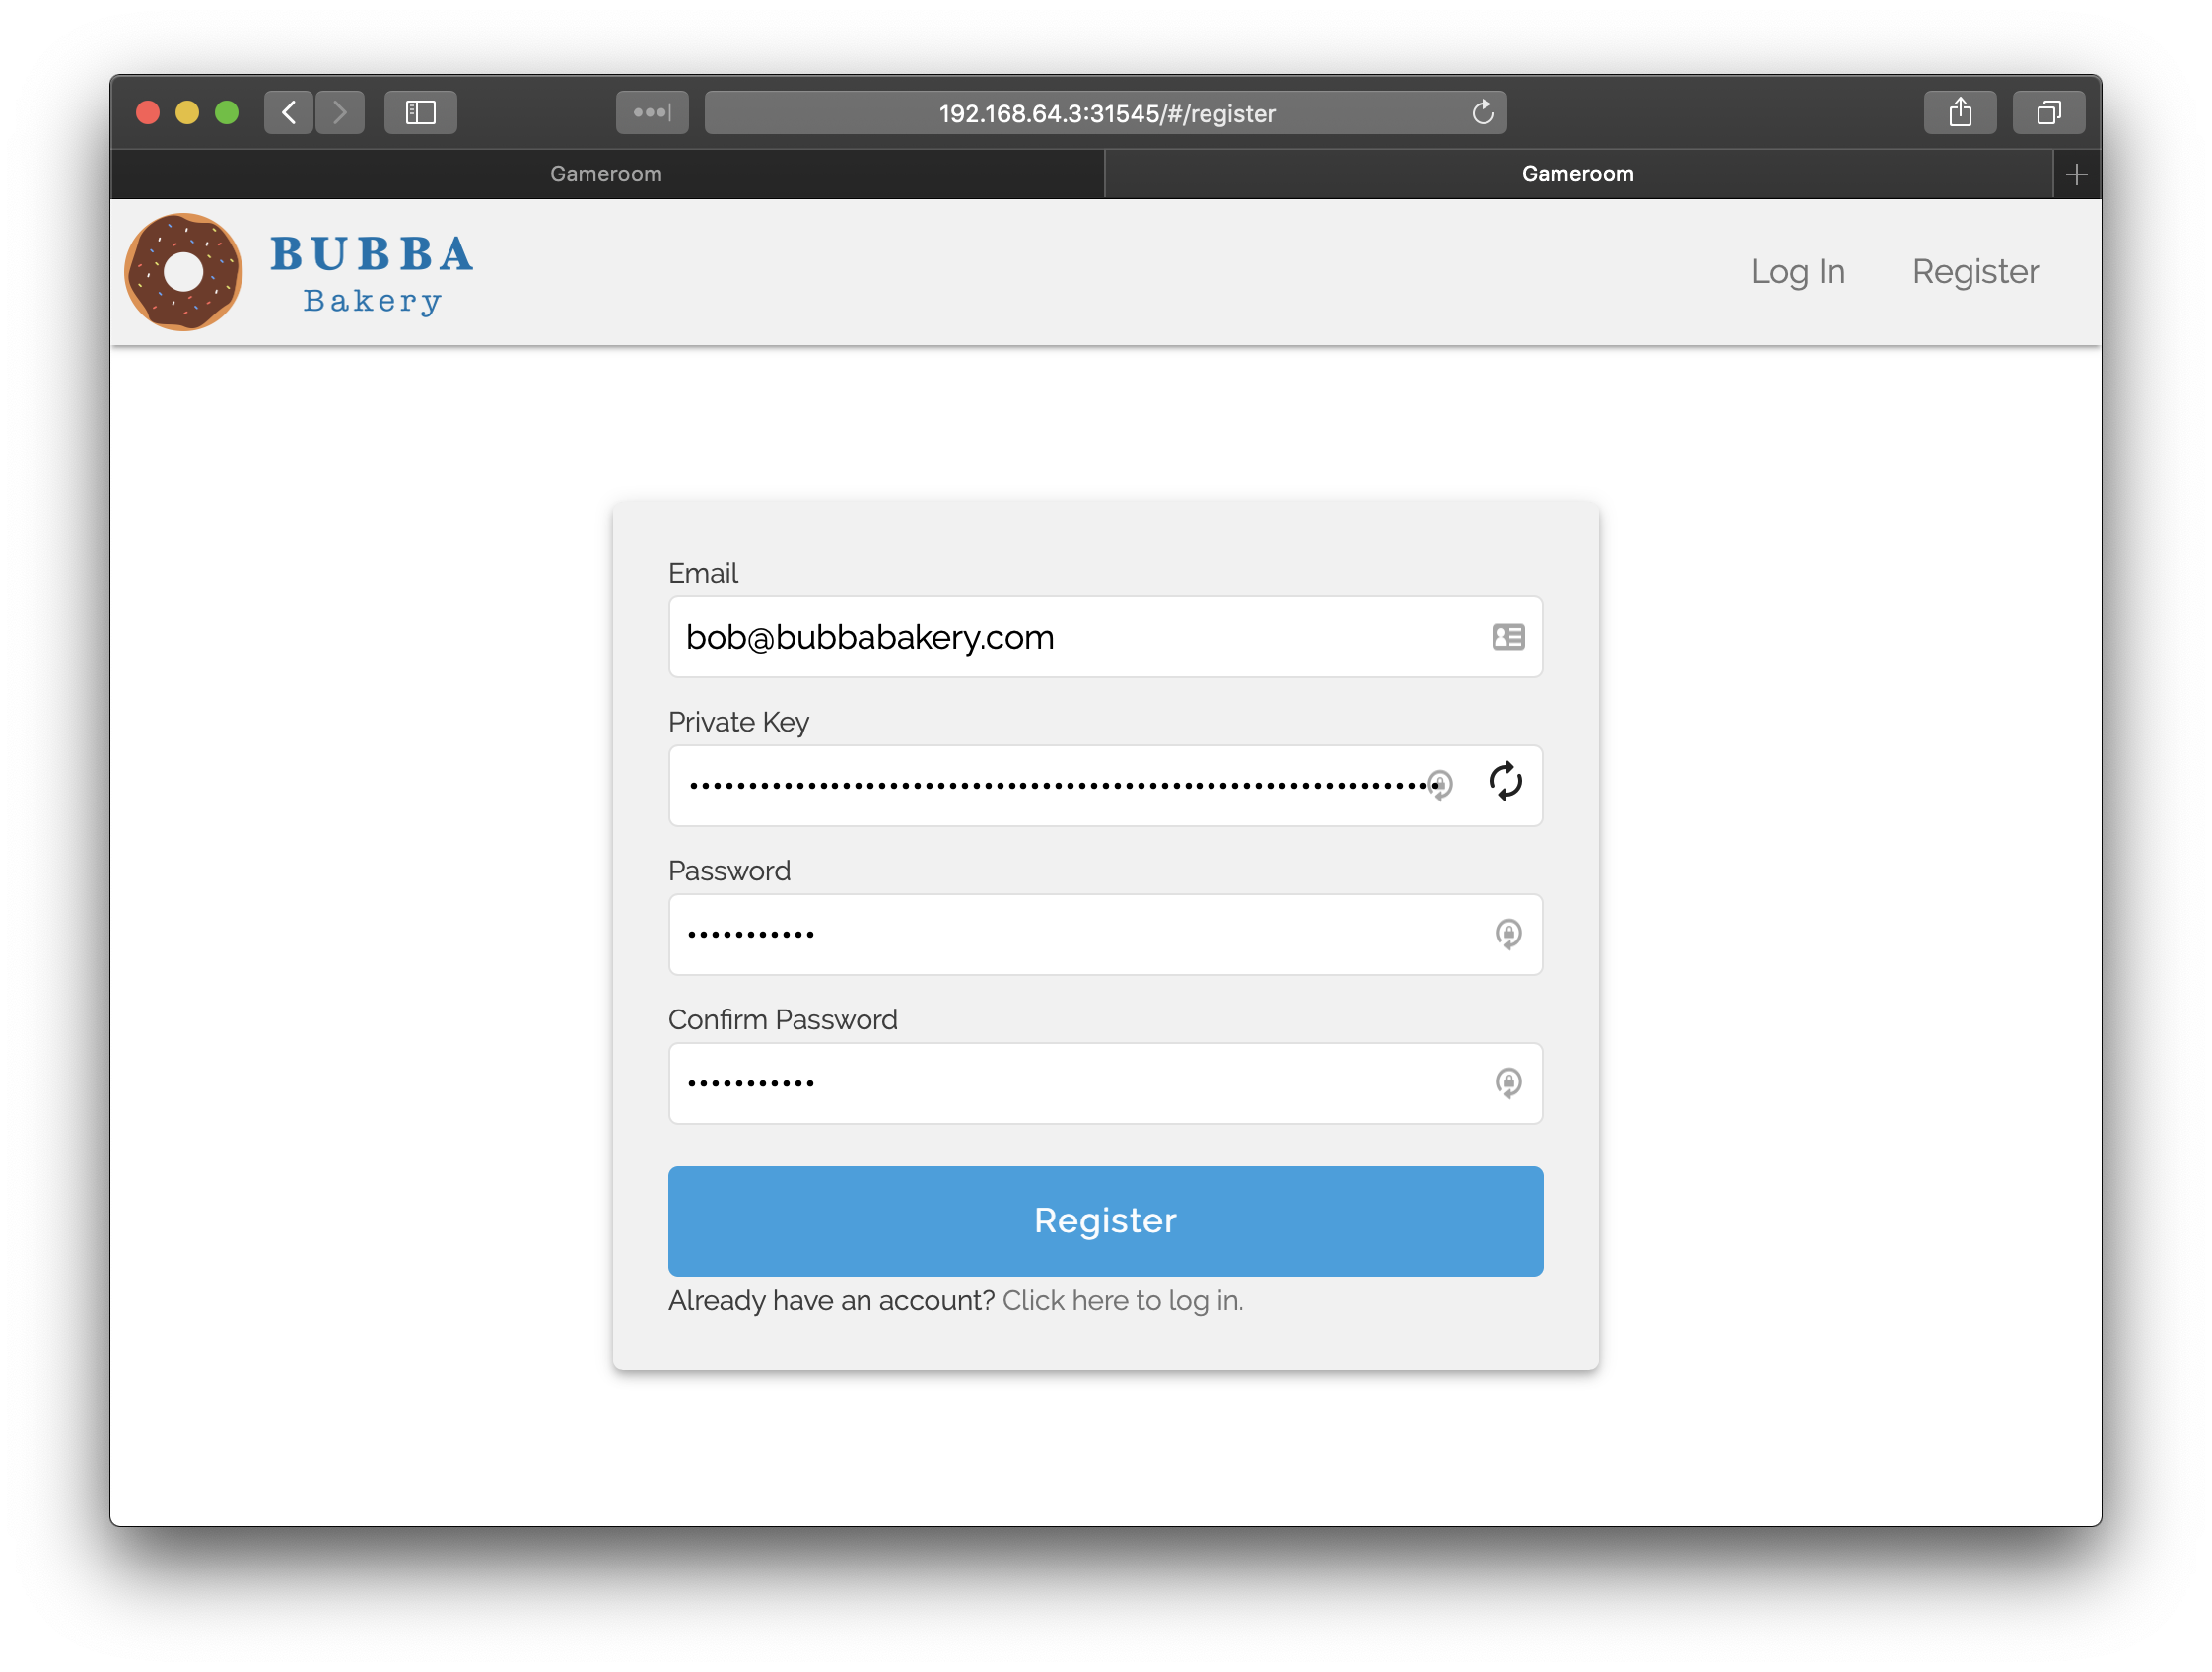 192.168.64.3:31545/#/register
Gameroom
Gameroom
BUBBA
Bakery
Log In
Register
Email
bob@bubbabakery.com
Private Key
Password
Confirm Password
Register
Already have an account? Click here to log in.